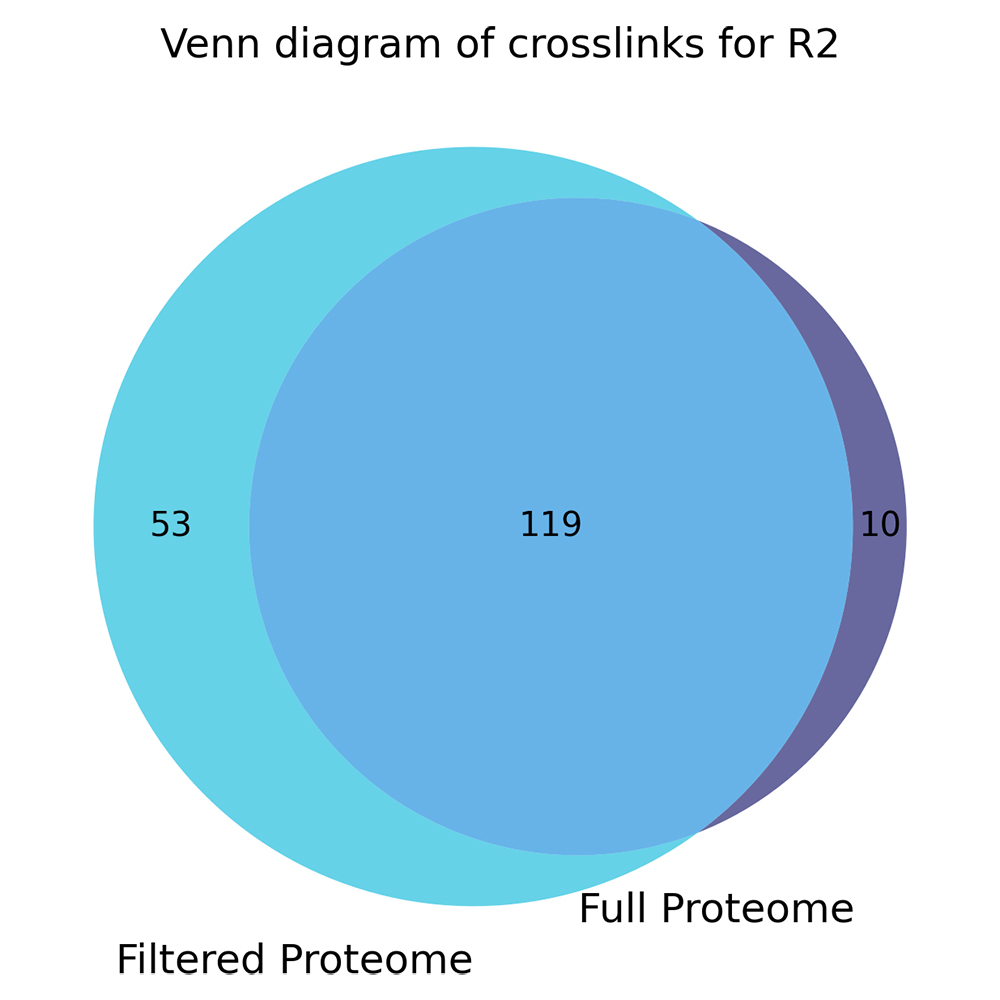 Venn diagram of crosslinks for R2
53
119
10
Full Proteome
Filtered Proteome